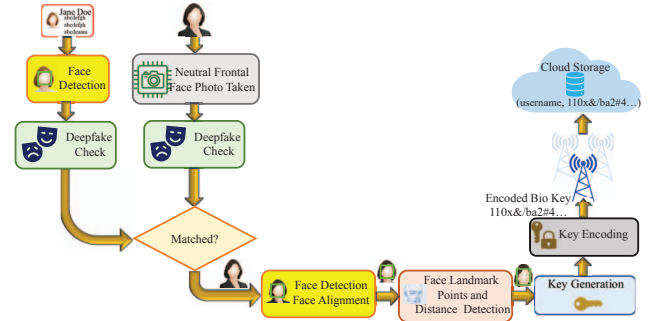 Jane Doe
abcdefgh
abcdefgh
Face
Detection
Neutral Frontal
Face Photo Taken
Deepfake
Check
Deepfake
Check
Matched?
Face Detection
Face Alignment
Face Landmark
Points and
Distance Detection
Key Generation
Key Encoding
Encoded Bio Key
110x&/ba2#4…
Cloud Storage
(username, 110x&/ba2#4…)